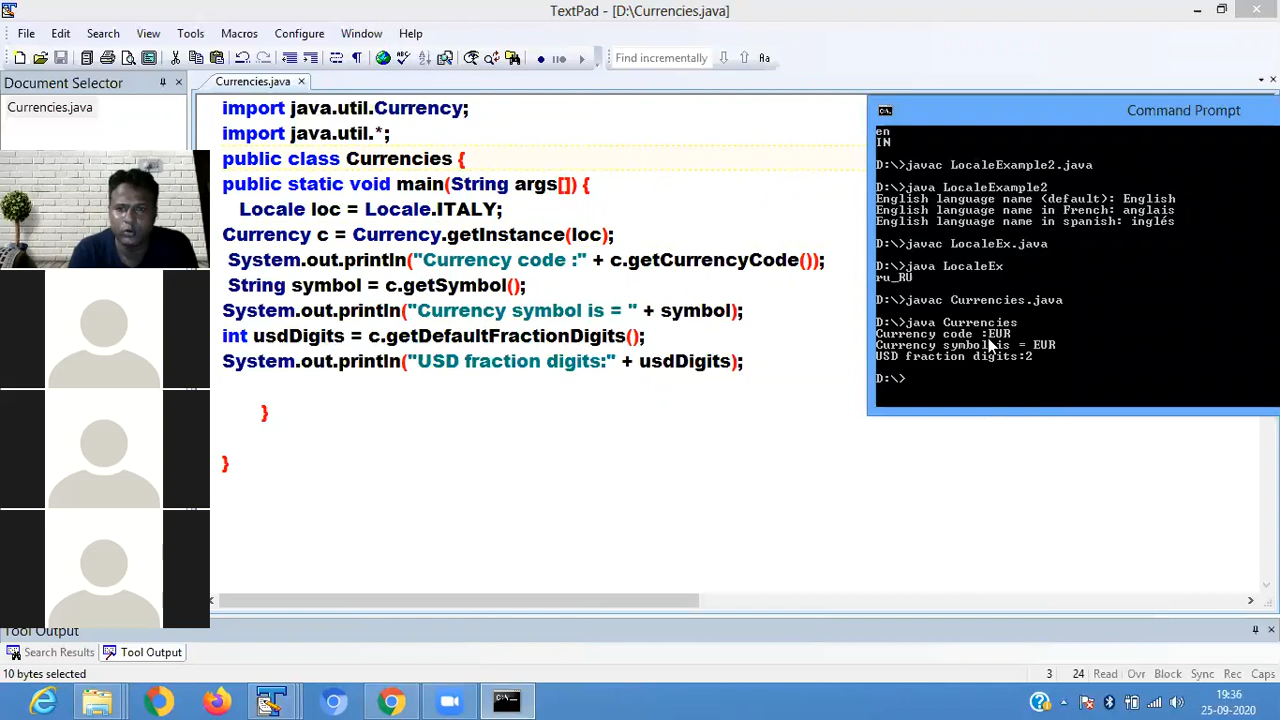 TextPad - [D:\Currencies.java]
File Edit Search View Tools Macros Configure Window Help
Find incrementally
Document Selector
Currencies.java
Currencies.java
import java.util.Currency;
import java.util.*;
public class Currencies {
public static void main(String args[]) {
Locale loc = Locale.ITALY;
Currency c = Currency.getInstance(loc);
System.out.println("Currency code :" + c.getCurrencyCode());
String symbol = c.getSymbol();
System.out.println("Currency symbol is = " + symbol);
int usdDigits = c.getDefaultFractionDigits();
System.out.println("USD fraction digits:" + usdDigits);
}
}
Command Prompt
en
IN
D:\>javac LocaleExample2.java
D:\>java LocaleExample2
English language name (default): English
English language name in French: anglais
English language name in spanish: inglés
D:\>javac LocaleEx.java
D:\>java LocaleEx
ru_RU
D:\>javac Currencies.java
D:\>java Currencies
Currency code :EUR
Currency symbol is = EUR
USD fraction digits:2
D:\>
Tool Output
Search Results Tool Output
10 bytes selected
3 24 Read Ovr Block Sync Rec Caps
19:36
25-09-2020